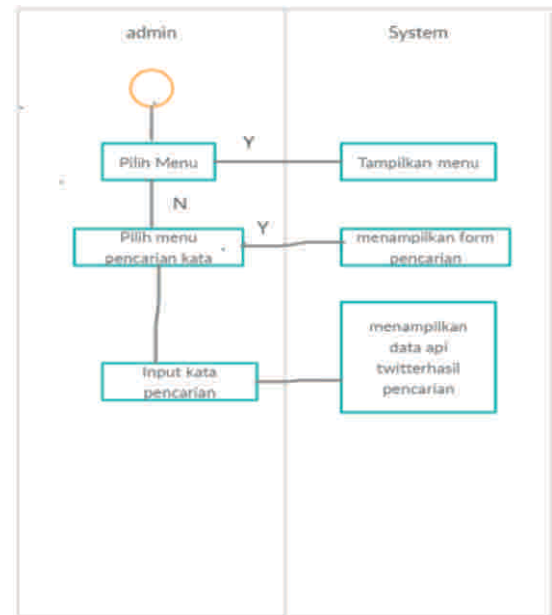 admin
System
Pilih Menu
Y
Tampilkan menu
N
Pilih menu
pencarian kata
Y
menampilkan form
pencarian
Input kata
pencarian
menampilkan
data api
twitterhasil
pencarian